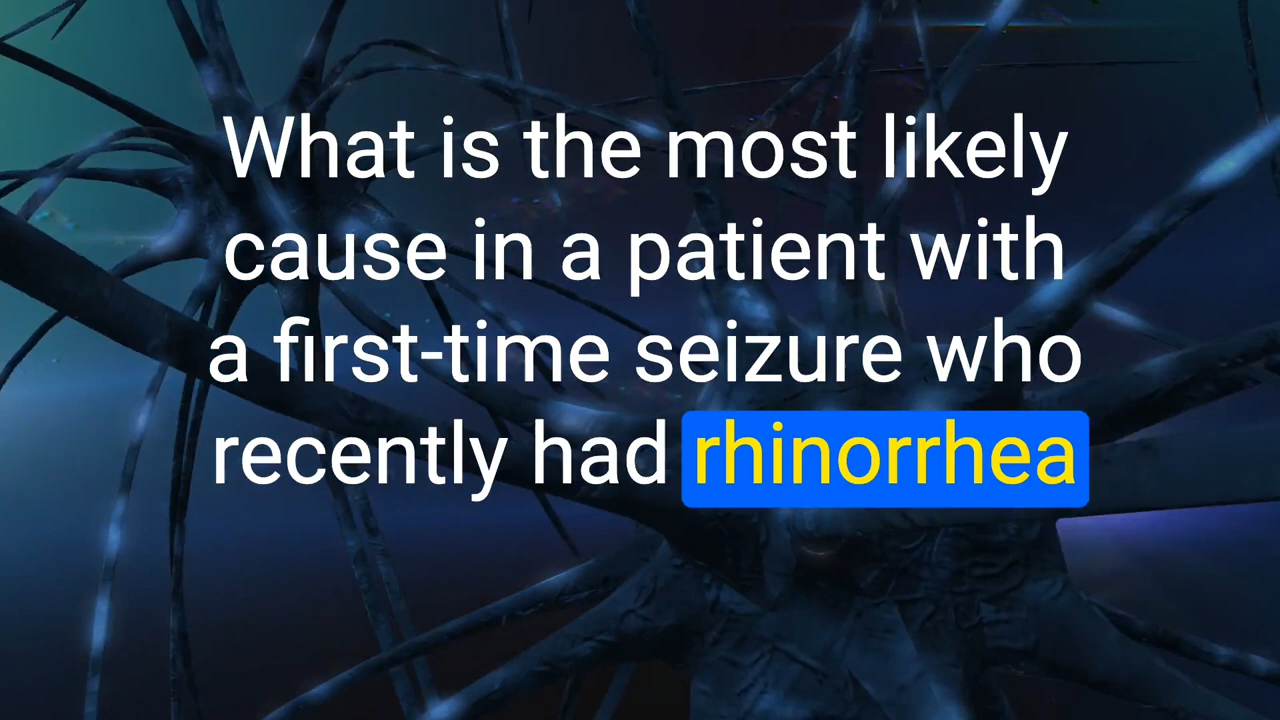 What is the most likely
cause in a patient with
a first-time seizure who
recently had rhinorrhea